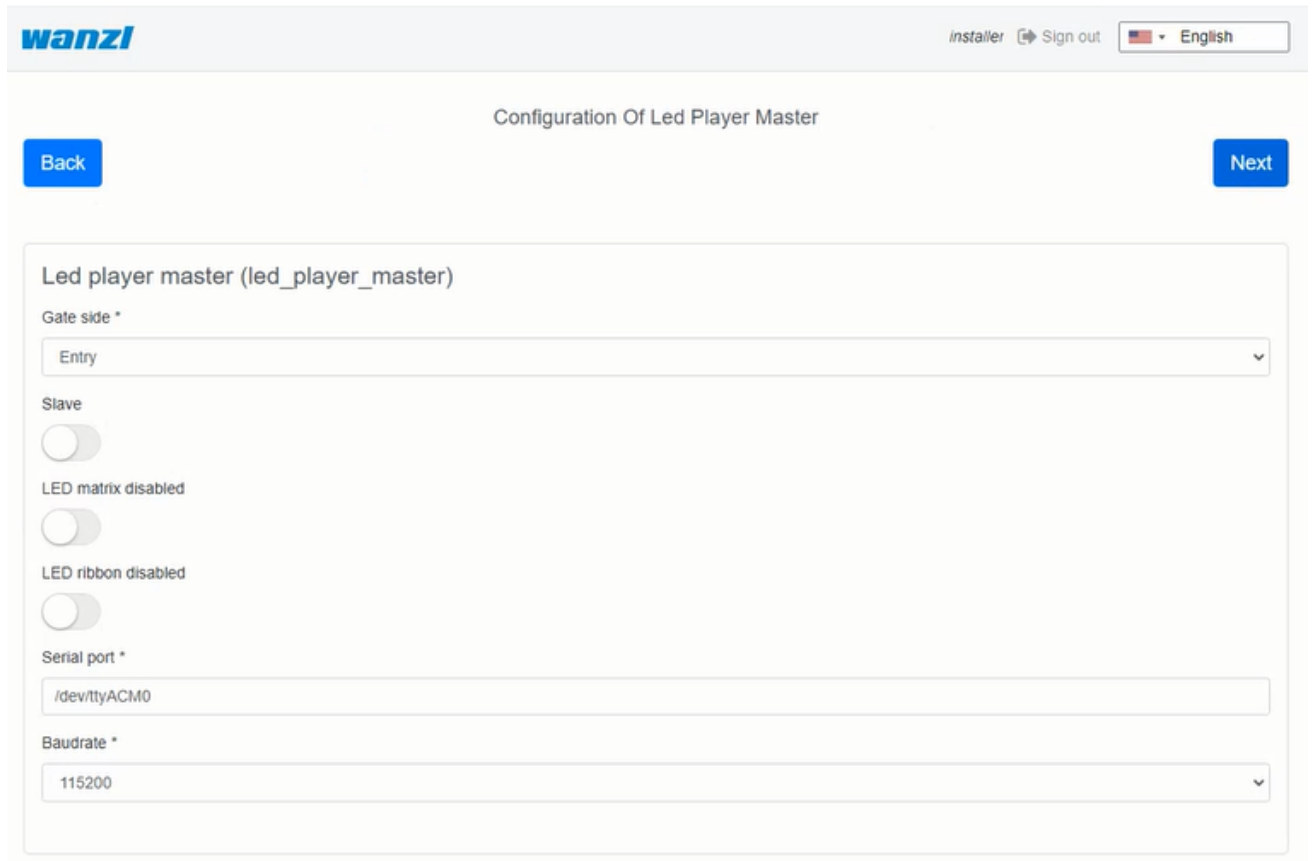 wanzl
installer Sign out English
Configuration Of Led Player Master
Back
Next
Led player master (led_player_master)
Gate side *
Entry
Slave
LED matrix disabled
LED ribbon disabled
Serial port *
/dev/ttyACM0
Baudrate *
115200